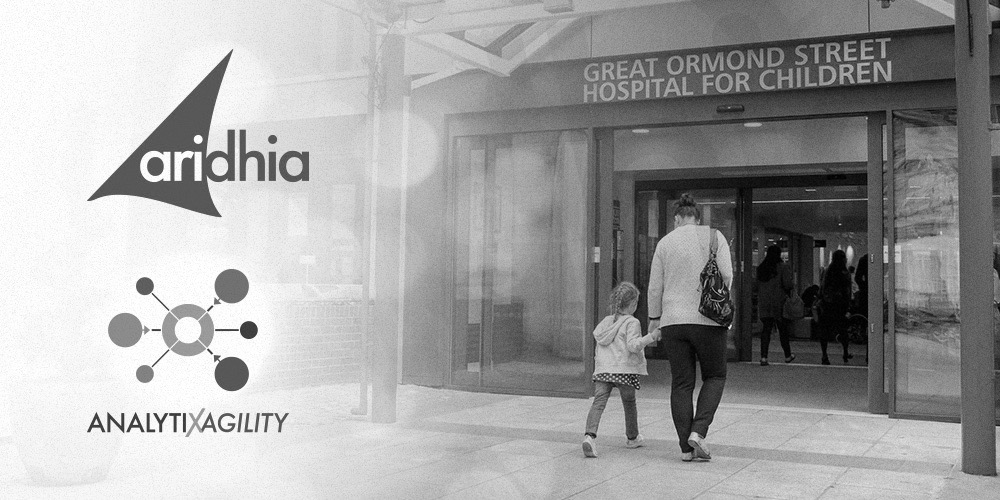 aridhia
ANALYTIXAGILITY
GREAT ORMOND STREET
HOSPITAL FOR CHILDREN